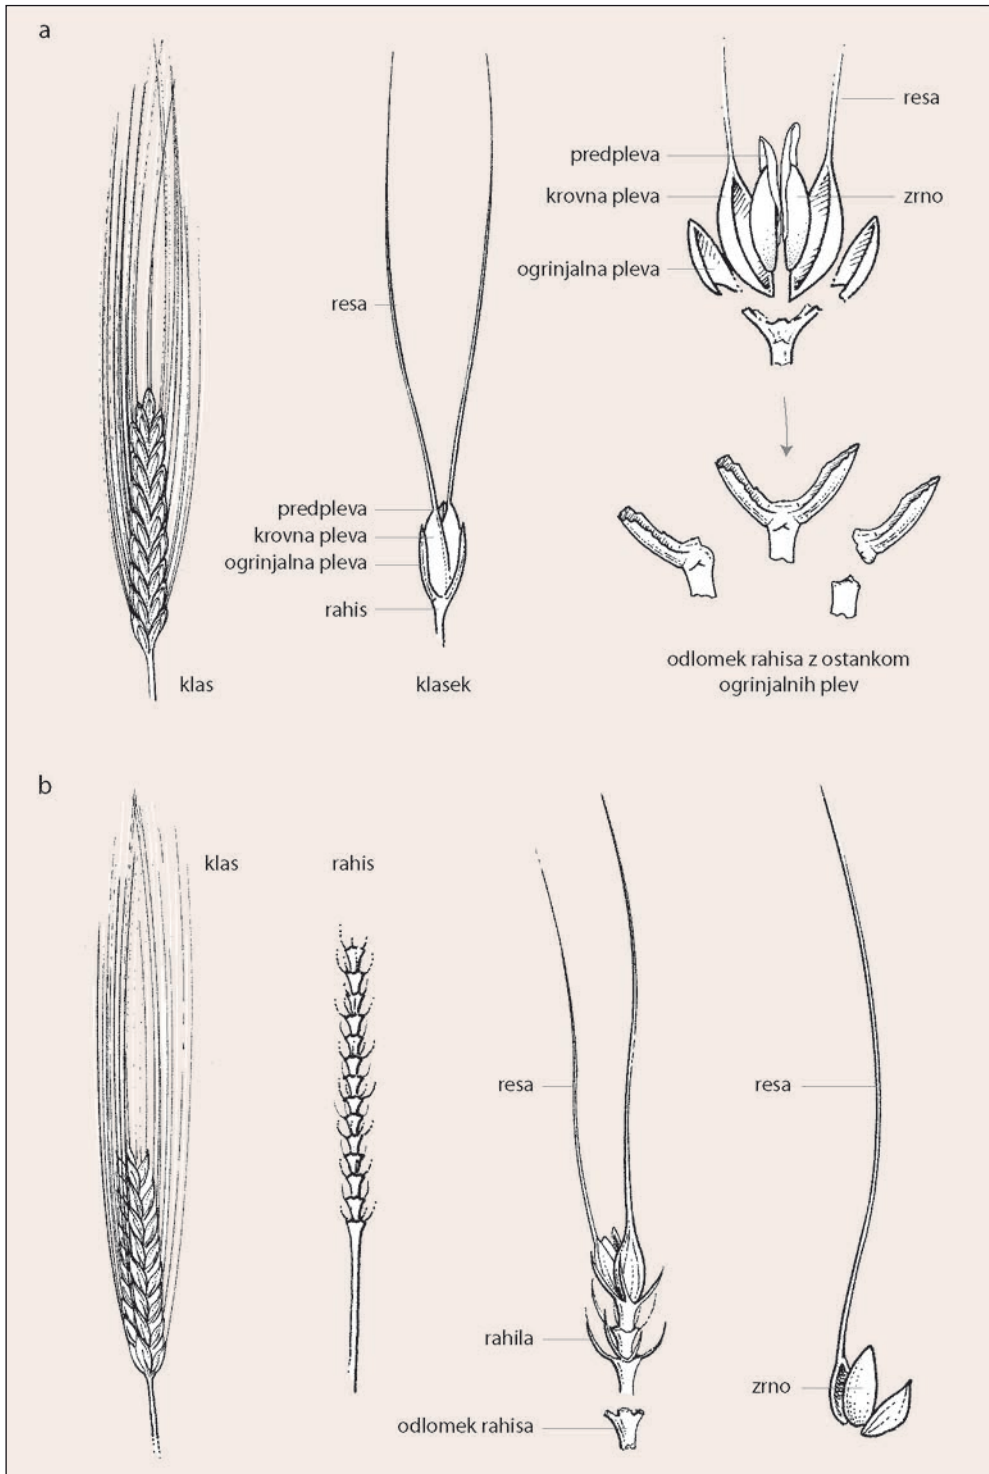 a
resa
predpleva
krovna pleva
zrno
ogrinjalna pleva
resa
predpleva
krovna pleva
ogrinjalna pleva
rahis
klas
klasek
odlomek rahisa z ostankom
ogrinjalnih plev
b
klas
rahis
resa
resa
rahila
zrno
odlomek rahisa